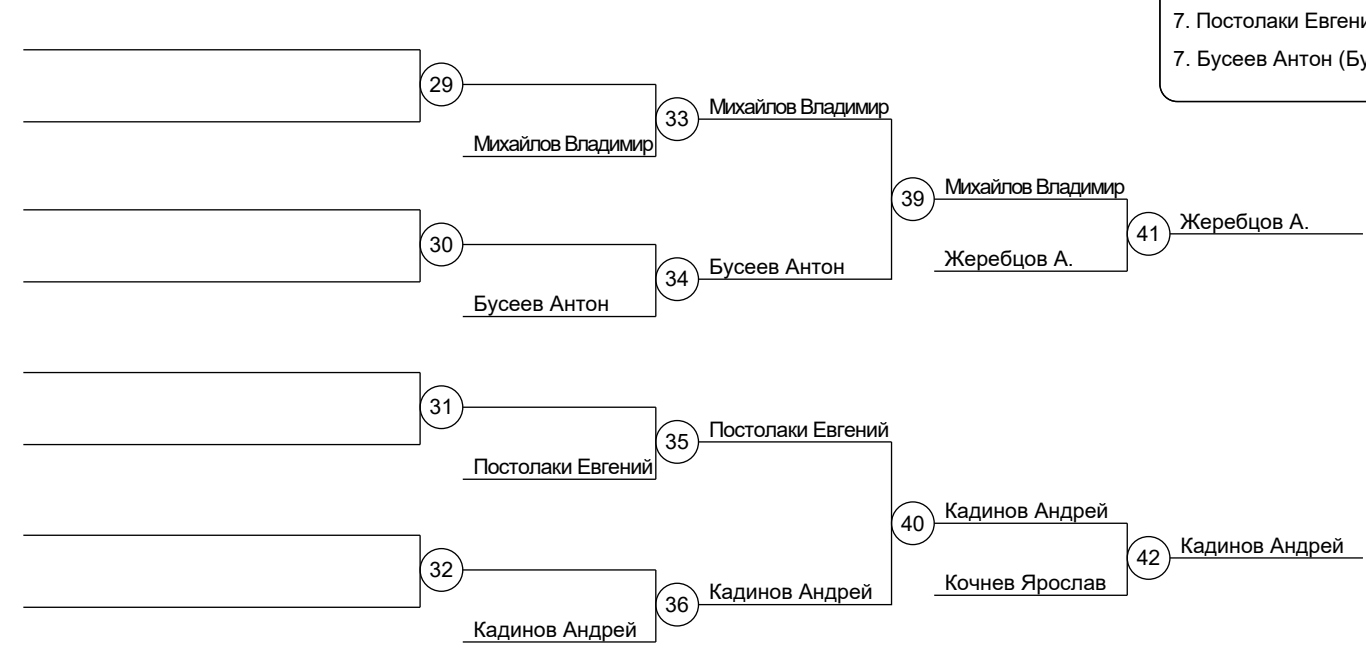 7. Постолаки Евгени
7. Бусеев Антон (Бу
29
33
Михайлов Владимир
Михайлов Владимир
39
Михайлов Владимир
41
Жеребцов А.
Жеребцов А.
30
34
Бусеев Антон
Бусеев Антон
31
35
Постолаки Евгений
Постолаки Евгений
40
Кадинов Андрей
42
Кадинов Андрей
Кочнев Ярослав
32
36
Кадинов Андрей
Кадинов Андрей